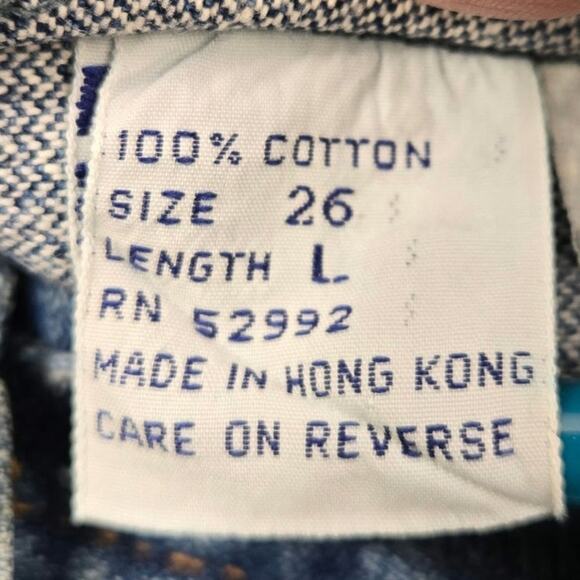 100% COTTON
SIZE 26
LENGTH L
RN 52992
MADE IN HONG KONG
CARE ON REVERSE